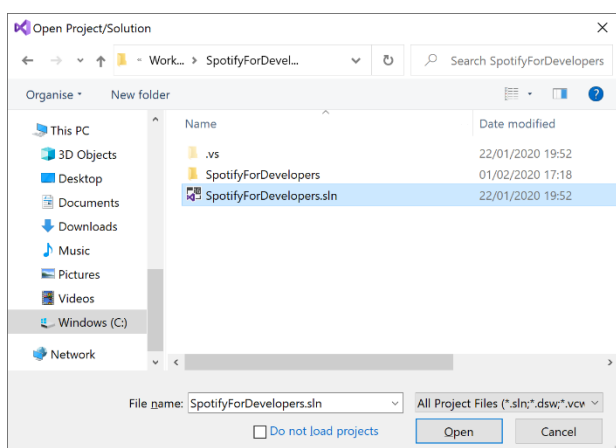 Open Project/Solution
« Work... > SpotifyForDevel...
Search SpotifyForDevelopers
Organise
New folder
This PC
3D Objects
Desktop
Documents
Downloads
Music
Pictures
Videos
Windows (C:)
Network
Name Date modified
.vs 22/01/2020 19:52
SpotifyForDevelopers 01/02/2020 17:18
SpotifyForDevelopers.sln 22/01/2020 19:52
File name: SpotifyForDevelopers.sln
All Project Files (*.sln;*.dsw;*.vcw
Do not load projects
Open
Cancel